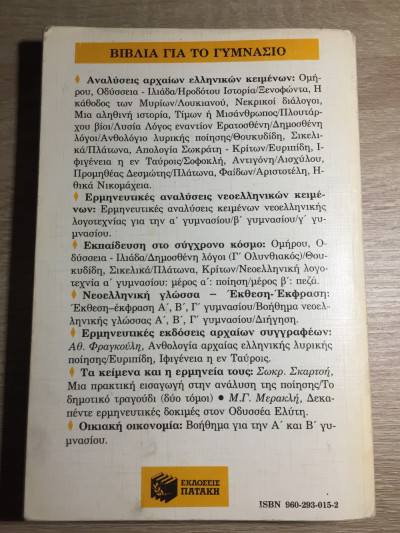 ΒΙΒΛΙΑ ΓΙΑ ΤΟ ΓΥΜΝΑΣΙΟ
♦ Αναλύσεις αρχαίων ελληνικών κειμένων: Ομή-
ρου, Οδύσσεια - Ιλιάδα/Ηροδότου Ιστορία/Ξενοφώντα, Η
κάθοδος των Μυρίων/Λουκιανού, Νεκρικοί διάλογοι,
Μια αληθινή ιστορία, Τίμων ή Μισάνθρωπος/Πλουτάρ-
χου βίοι/Λυσία Λόγος εναντίον Ερατοσθένη/Δημοσθένη
λόγοι/Ανθολόγιο λυρικής ποίησης/Θουκυδίδη, Σικελι-
κά/Πλάτωνα, Απολογία Σωκράτη - Κρίτων/Ευριπίδη, Ι-
φιγένεια η εν Ταύροις/Σοφοκλή, Αντιγόνη/Αισχύλου,
Προμηθέας Δεσμώτης/Πλάτωνα, Φαίδων/Αριστοτέλη, Η-
θικά Νικομάχεια.
♦ Ερμηνευτικές αναλύσεις νεοελληνικών κειμέ-
νων: Ερμηνευτικές αναλύσεις κειμένων νεοελληνικής
λογοτεχνίας για την α΄ γυμνασίου/β΄ γυμνασίου/γ΄ γυ-
μνασίου.
♦ Εκπαίδευση στο σύγχρονο κόσμο: Ομήρου, Ο-
δύσσεια - Ιλιάδα/Δημοσθένη λόγοι (Γ΄ Ολυνθιακός)/Θου-
κυδίδη, Σικελικά/Πλάτωνα, Κρίτων/Νεοελληνική λογο-
τεχνία α΄ γυμνασίου: μέρος α΄: ποίηση/μέρος β΄: πεζά.
♦ Νεοελληνική γλώσσα – Έκθεση-Έκφραση:
Έκθεση–έκφραση Α΄, Β΄, Γ΄ γυμνασίου/Βοήθημα νεοελ-
ληνικής γλώσσας Α΄, Β΄, Γ΄ γυμνασίου/Διήγηση.
♦ Ερμηνευτικές εκδόσεις αρχαίων συγγραφέων:
Αθ. Φραγκούλη, Ανθολογία αρχαίας ελληνικής λυρικής
ποίησης/Ευριπίδη, Ιφιγένεια η εν Ταύροις.
♦ Τα κείμενα και η ερμηνεία τους: Σωκρ. Σκαρτσή,
Μια πρακτική εισαγωγή στην ανάλυση της ποίησης/Το
δημοτικό τραγούδι (δύο τόμοι) ● Μ.Γ. Μερακλή, Δεκα-
πέντε ερμηνευτικές δοκιμές στον Οδυσσέα Ελύτη.
♦ Οικιακή οικονομία: Βοήθημα για την Α΄ και Β΄ γυ-
μνασίου.
ΕΚΔΟΣΕΙΣ
ΠΑΤΑΚΗ
ISBN 960-293-015-2